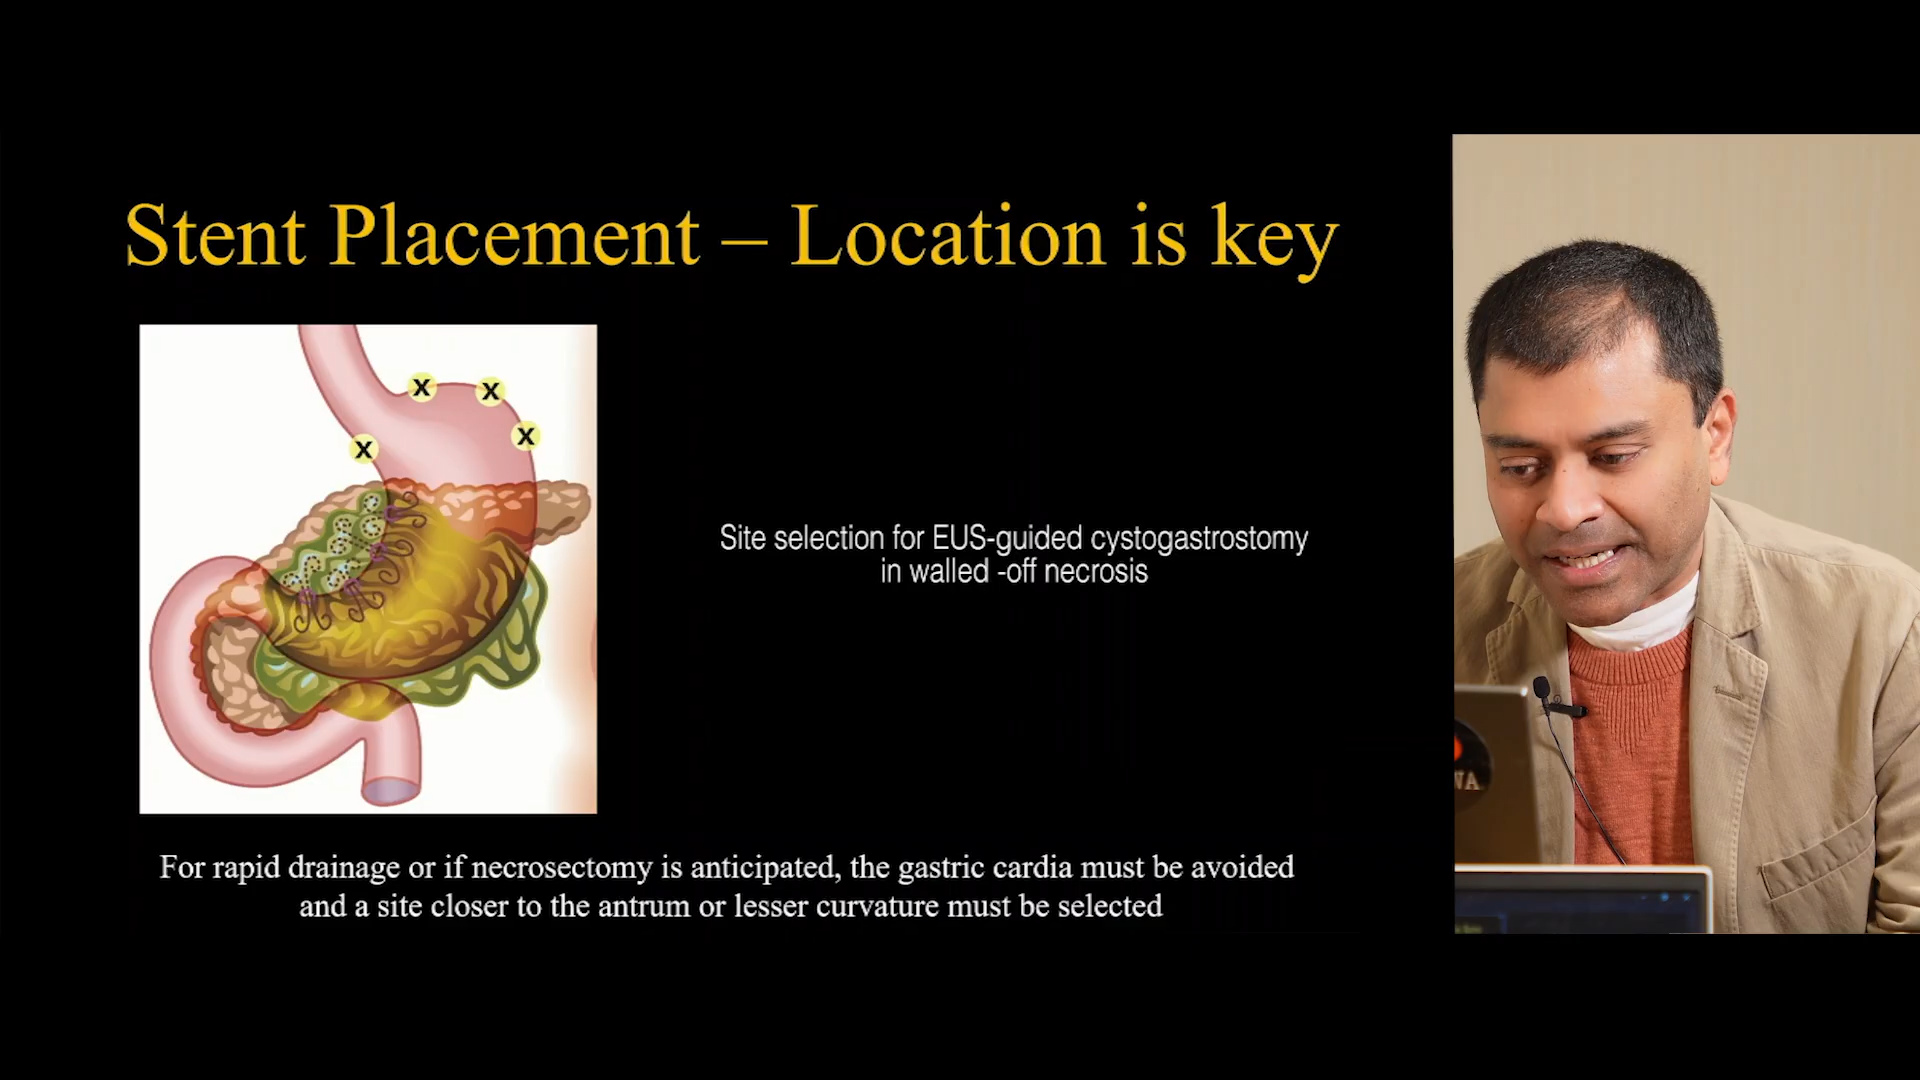 Stent Placement – Location is key
X
X
X
X
Site selection for EUS-guided cystogastrostomy
in walled -off necrosis
For rapid drainage or if necrosectomy is anticipated, the gastric cardia must be avoided
and a site closer to the antrum or lesser curvature must be selected